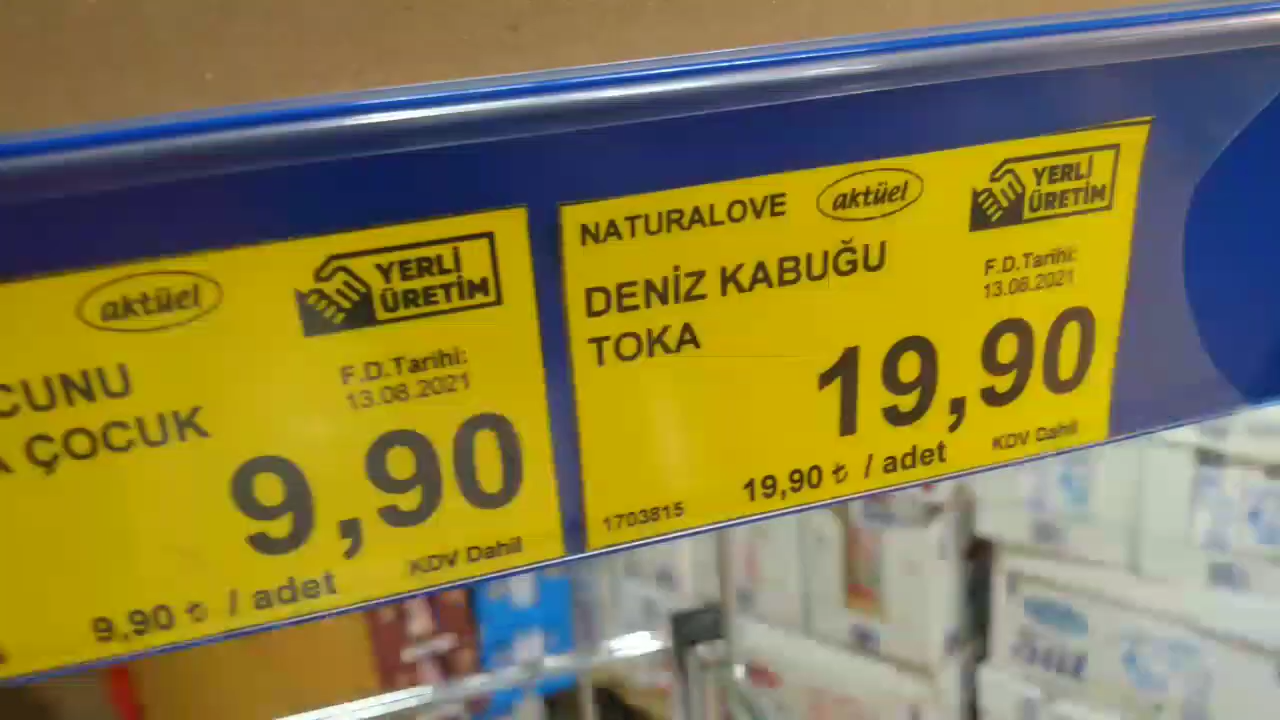 aktüel
YERLİ
ÜRETİM
CUNU
ÇOCUK
F.D.Tarihi:
13.08.2021
9,90
KDV Dahil
9,90 ₺ / adet
NATURALOVE
aktüel
YERLİ
ÜRETİM
DENİZ KABUĞU
TOKA
F.D.Tarihi:
13.08.2021
19,90
KDV Dahil
19,90 ₺ / adet
1703815